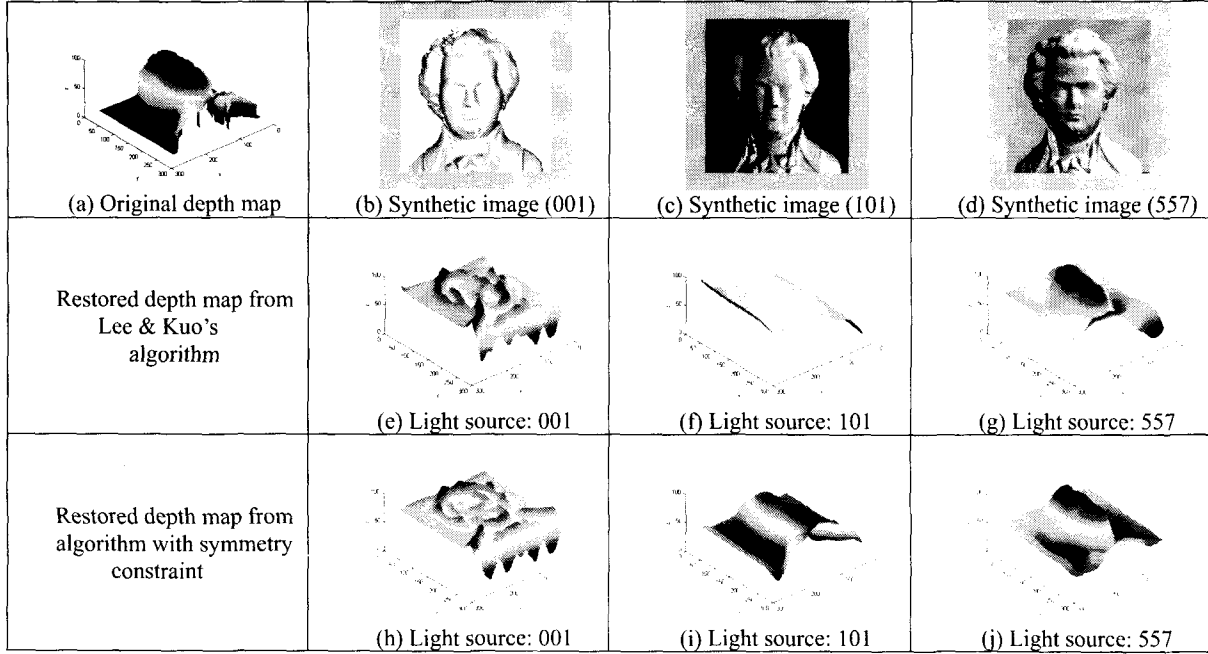 (a) Original depth map
(b) Synthetic image (001)
(c) Synthetic image (101)
(d) Synthetic image (557)
Restored depth map from
Lee & Kuo's
algorithm
(e) Light source: 001
(f) Light source: 101
(g) Light source: 557
Restored depth map from
algorithm with symmetry
constraint
(h) Light source: 001
(i) Light source: 101
(j) Light source: 557